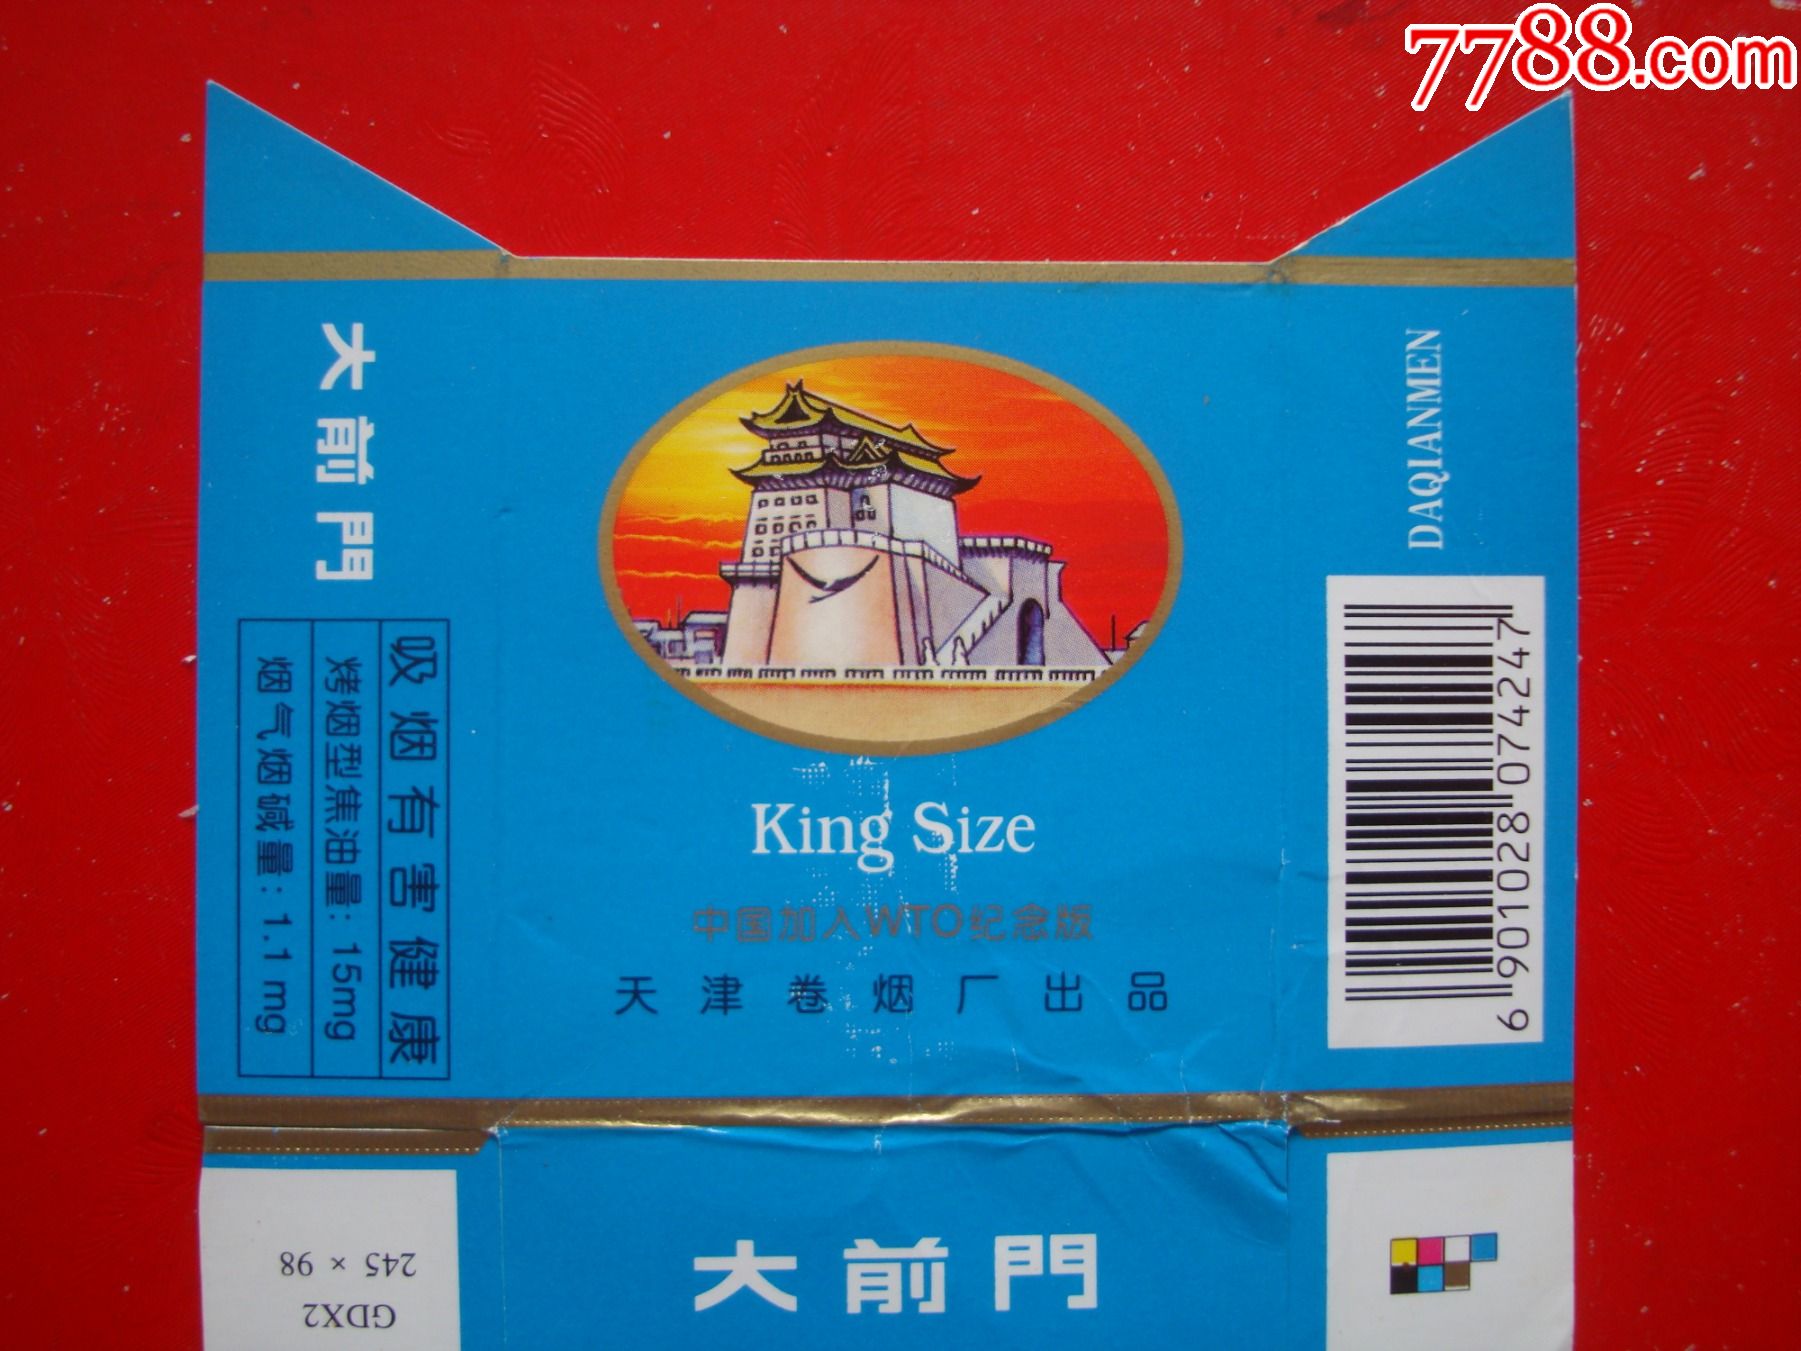 7788.com
大前門
吸烟有害健康
烤烟型焦油量：15mg
烟气烟碱量：1.1mg
King Size
中国加入WTO纪念版
天津卷烟厂出品
DAQIANMEN
6901028074247
大前門
245 × 98
GDX2